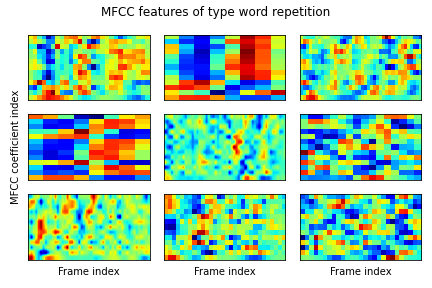 MFCC features of type word repetition
MFCC coefficient index
Frame index
Frame index
Frame index